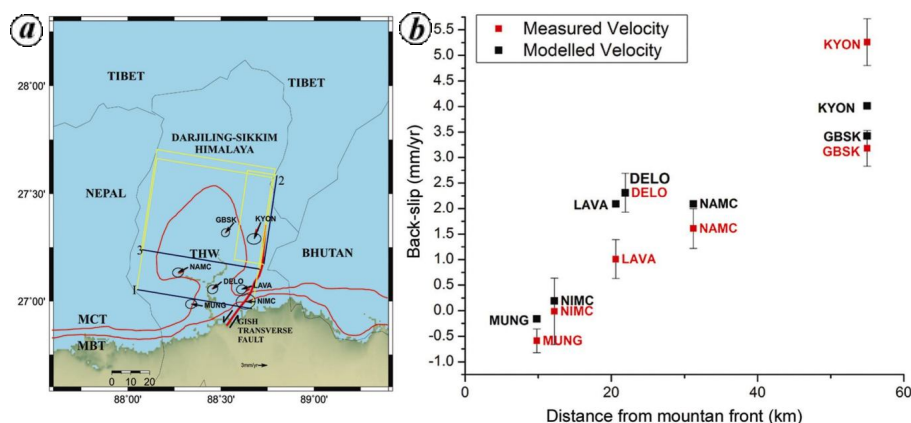 a
TIBET
TIBET
DARJILING-SIKKIM
HIMALAYA
NEPAL
BHUTAN
2
GBSK
KYON
3
THW
NAMC
DELO
LAVA
1
MUNG
NIMC
MCT
MBT
GISH
TRANSVERSE
FAULT
3mm/yr
0 10 20
28°00'
27°30'
27°00'
88°00' 88°30' 89°00'
b
Measured Velocity
Modelled Velocity
Back-slip (mm/yr)
5.5
5.0
4.5
4.0
3.5
3.0
2.5
2.0
1.5
1.0
0.5
0.0
-0.5
-1.0
KYON
KYON
GBSK
GBSK
DELO
DELO
LAVA
NAMC
NAMC
LAVA
NIMC
NIMC
MUNG
MUNG
0 20 40 60
Distance from mountan front (km)